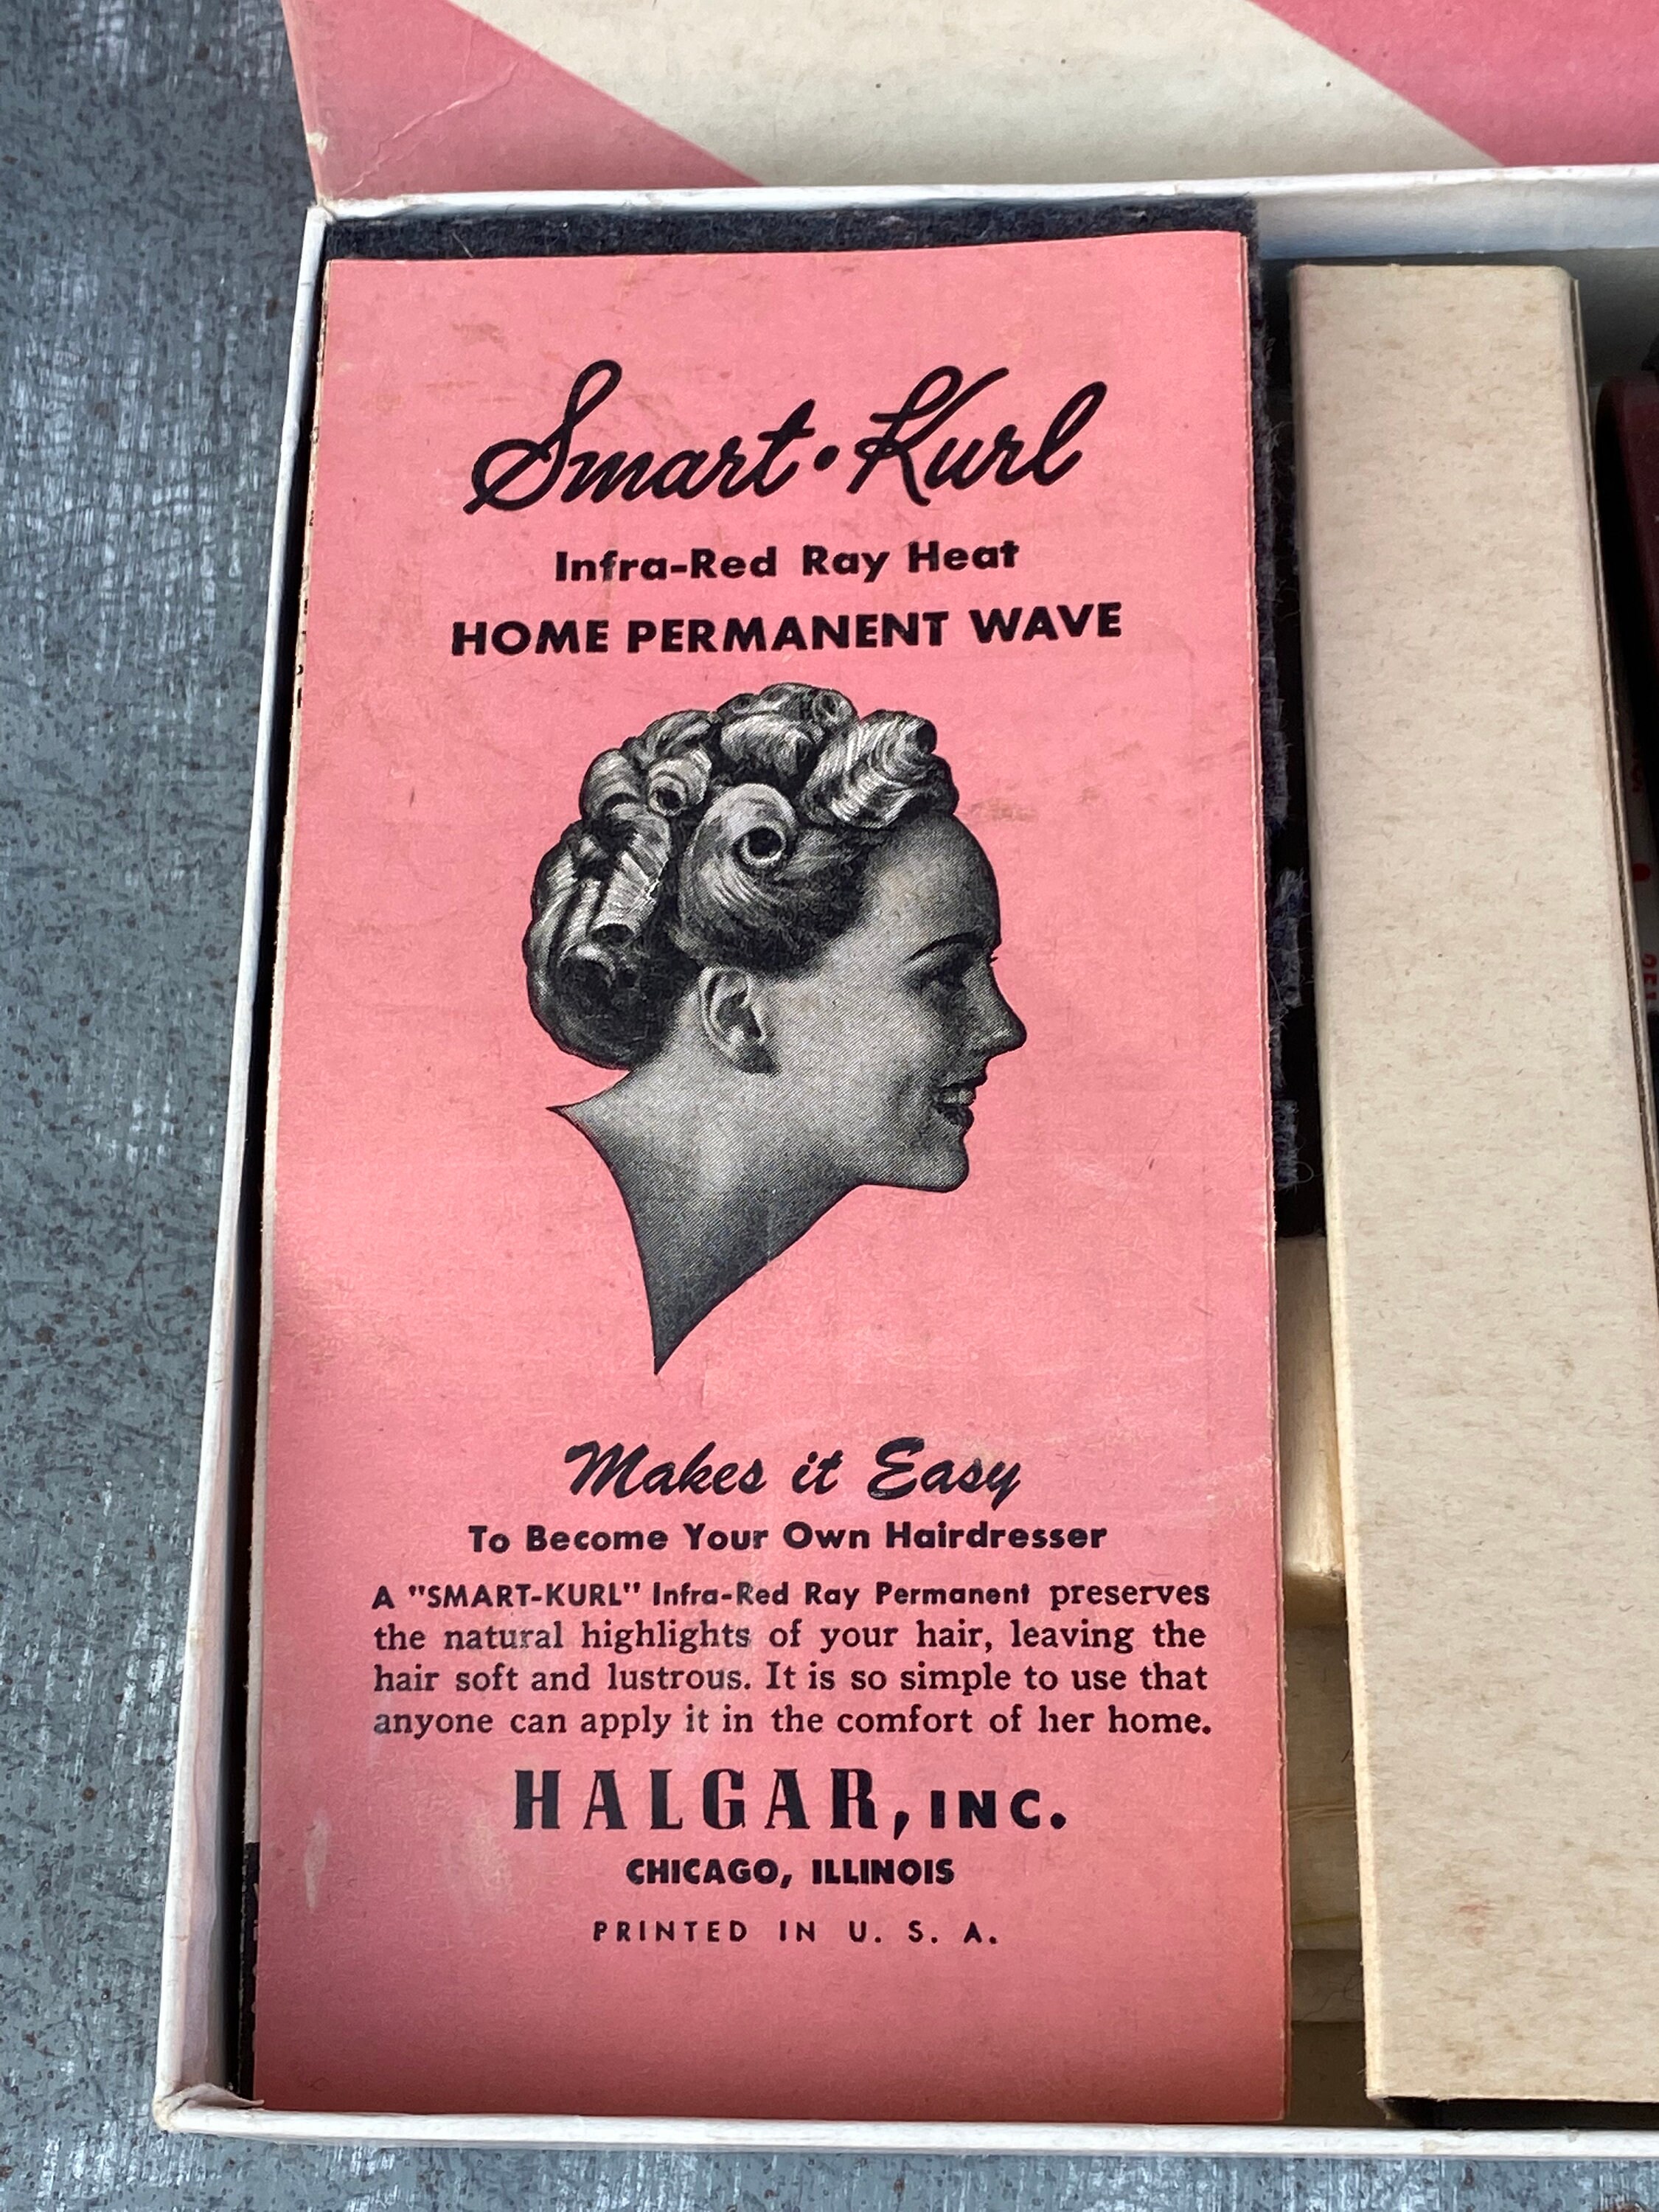 Smart•Kurl
Infra-Red Ray Heat
HOME PERMANENT WAVE
Makes it Easy
To Become Your Own Hairdresser
A "SMART-KURL" Infra-Red Ray Permanent preserves
the natural highlights of your hair, leaving the
hair soft and lustrous. It is so simple to use that
anyone can apply it in the comfort of her home.
HALGAR, INC.
CHICAGO, ILLINOIS
PRINTED IN U. S. A.